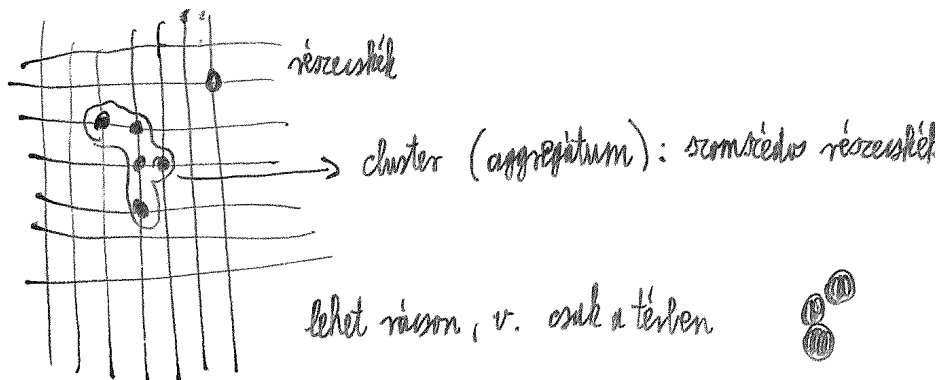 részecskék
cluster (aggregátum): szomszédos részecskék
lehet rácson, v. csak a térben